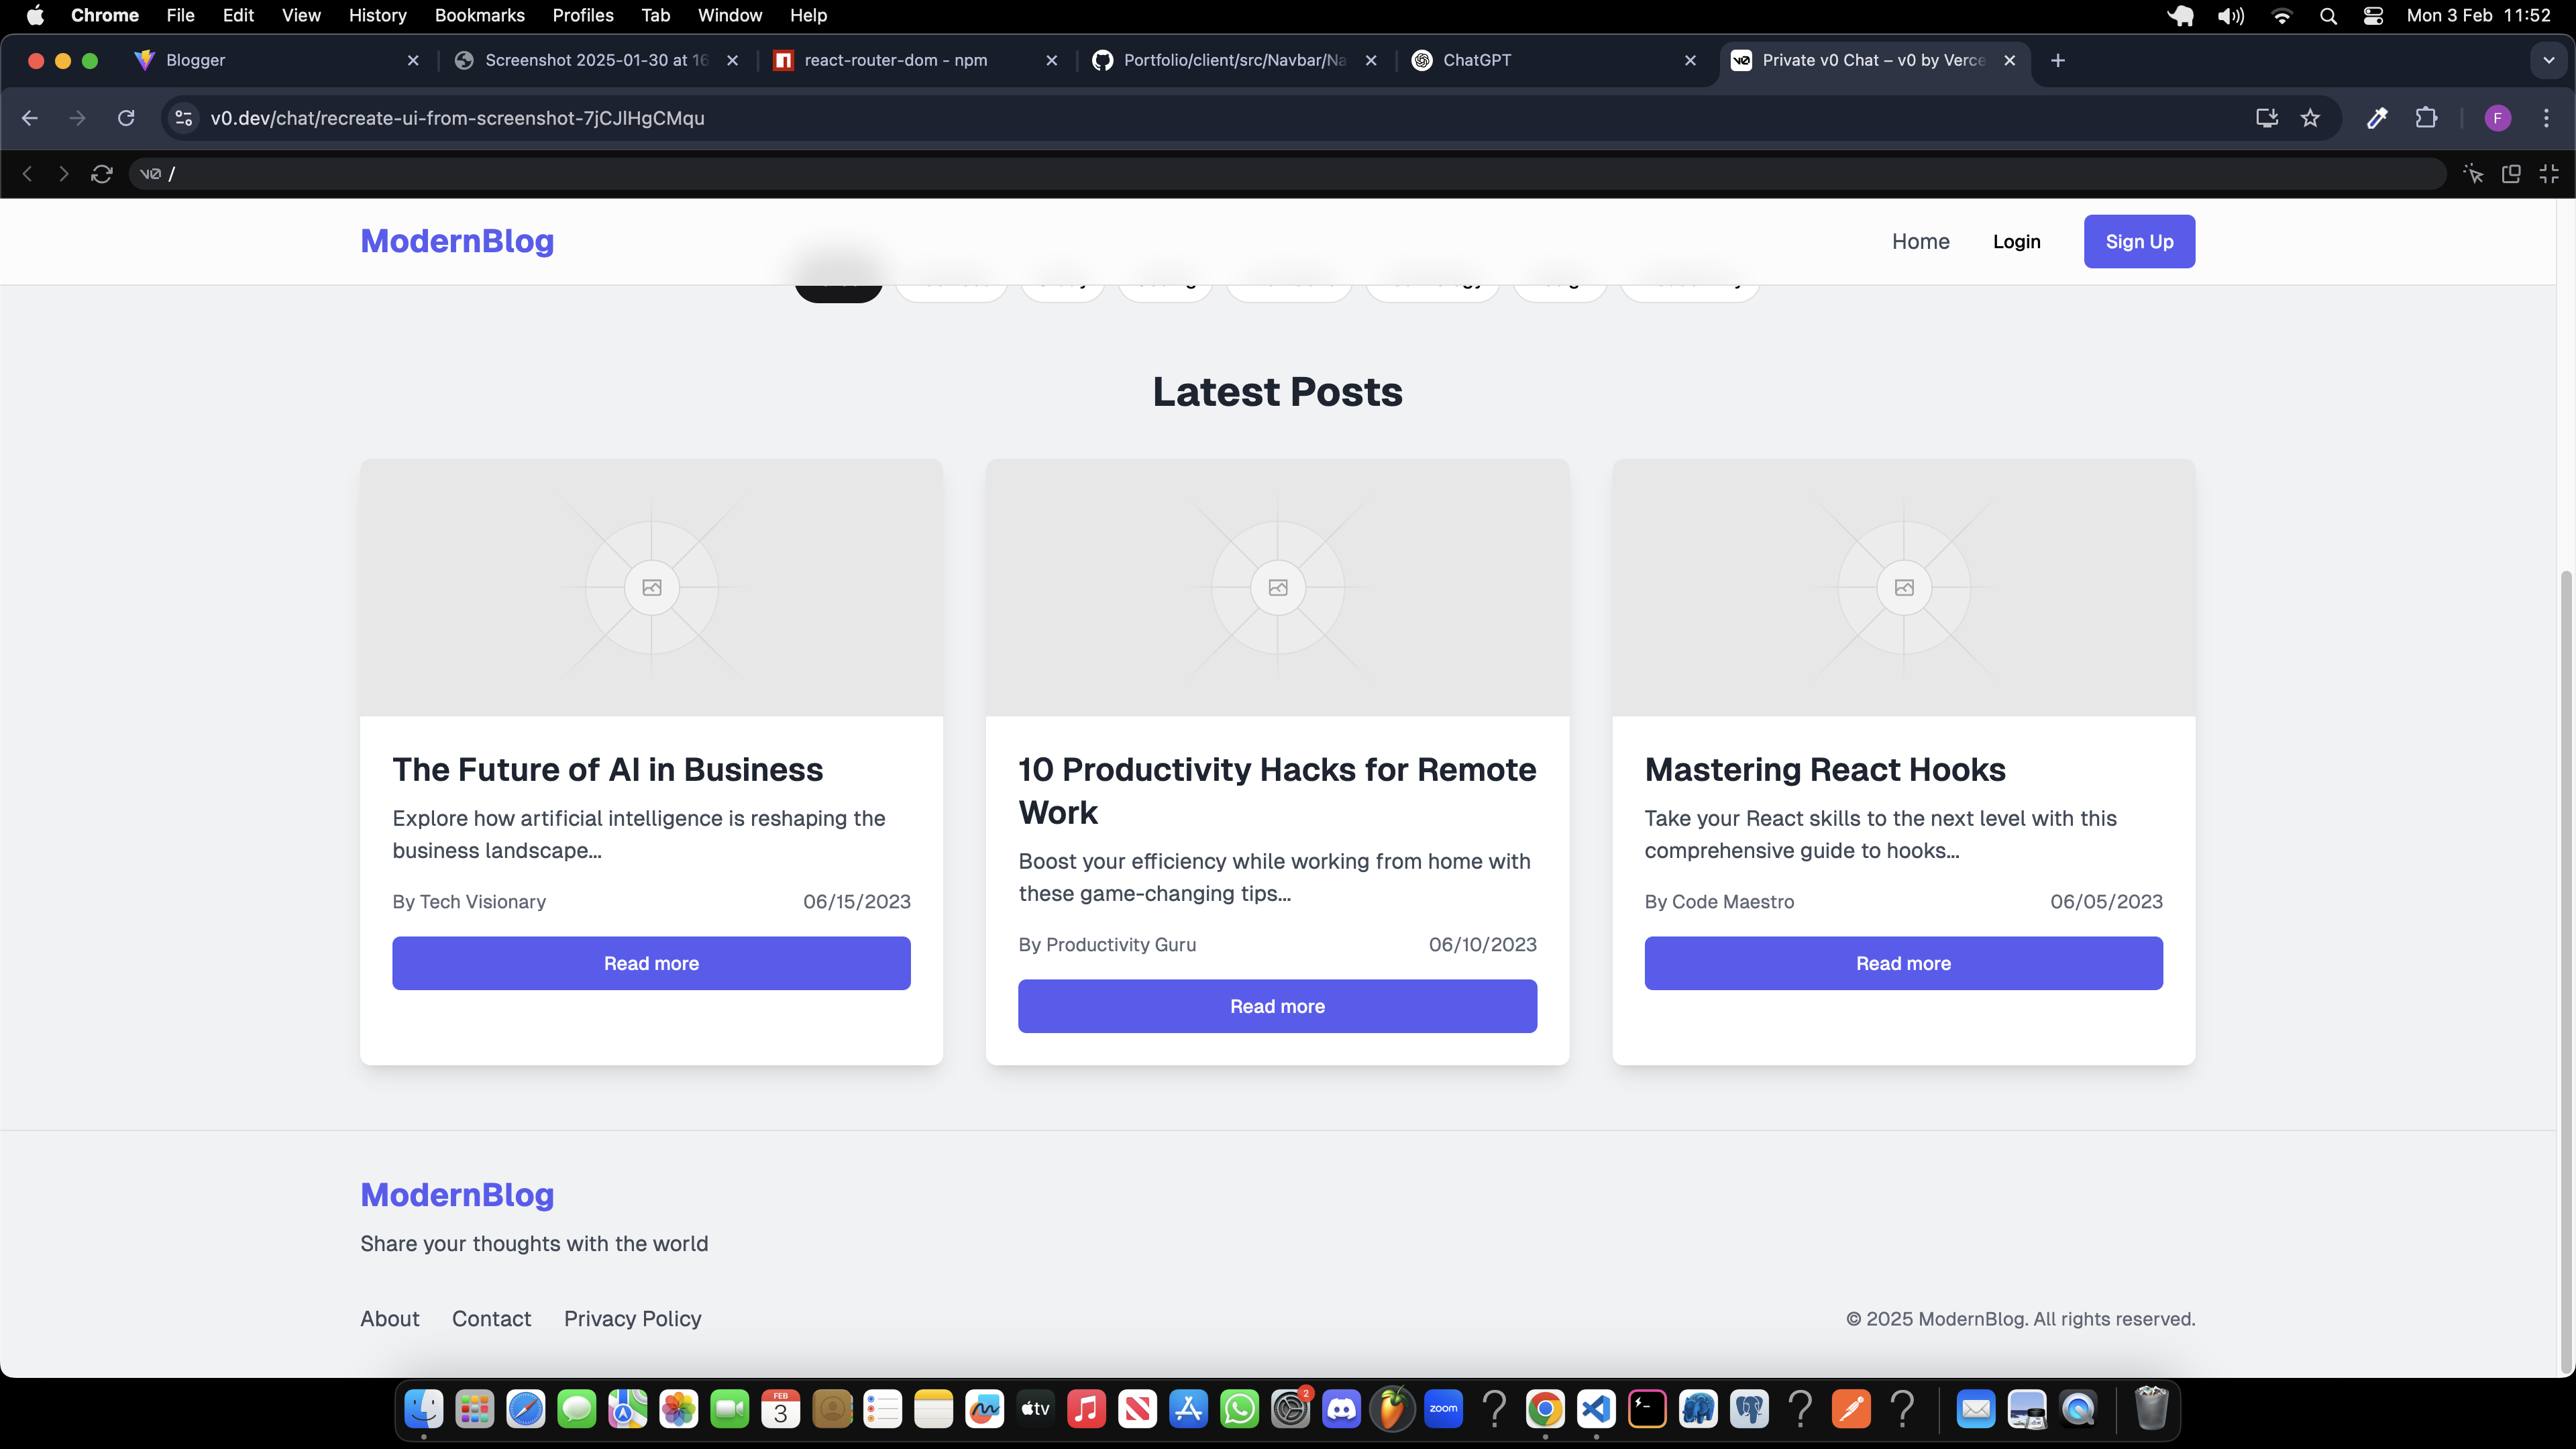 Chrome File Edit View History Bookmarks Profiles Tab Window Help Mon 3 Feb 11:52
Blogger Screenshot 2025-01-30 at 16 react-router-dom - npm Portfolio/client/src/Navbar/Na ChatGPT Private v0 Chat – v0 by Verce
v0.dev/chat/recreate-ui-from-screenshot-7jCJlHgCMqu F
v0 /
ModernBlog Home Login Sign Up
Latest Posts
The Future of AI in Business
Explore how artificial intelligence is reshaping the
business landscape...
By Tech Visionary 06/15/2023
Read more
10 Productivity Hacks for Remote
Work
Boost your efficiency while working from home with
these game-changing tips...
By Productivity Guru 06/10/2023
Read more
Mastering React Hooks
Take your React skills to the next level with this
comprehensive guide to hooks...
By Code Maestro 06/05/2023
Read more
ModernBlog
Share your thoughts with the world
About Contact Privacy Policy © 2025 ModernBlog. All rights reserved.
FEB
3
tv
2
zoom